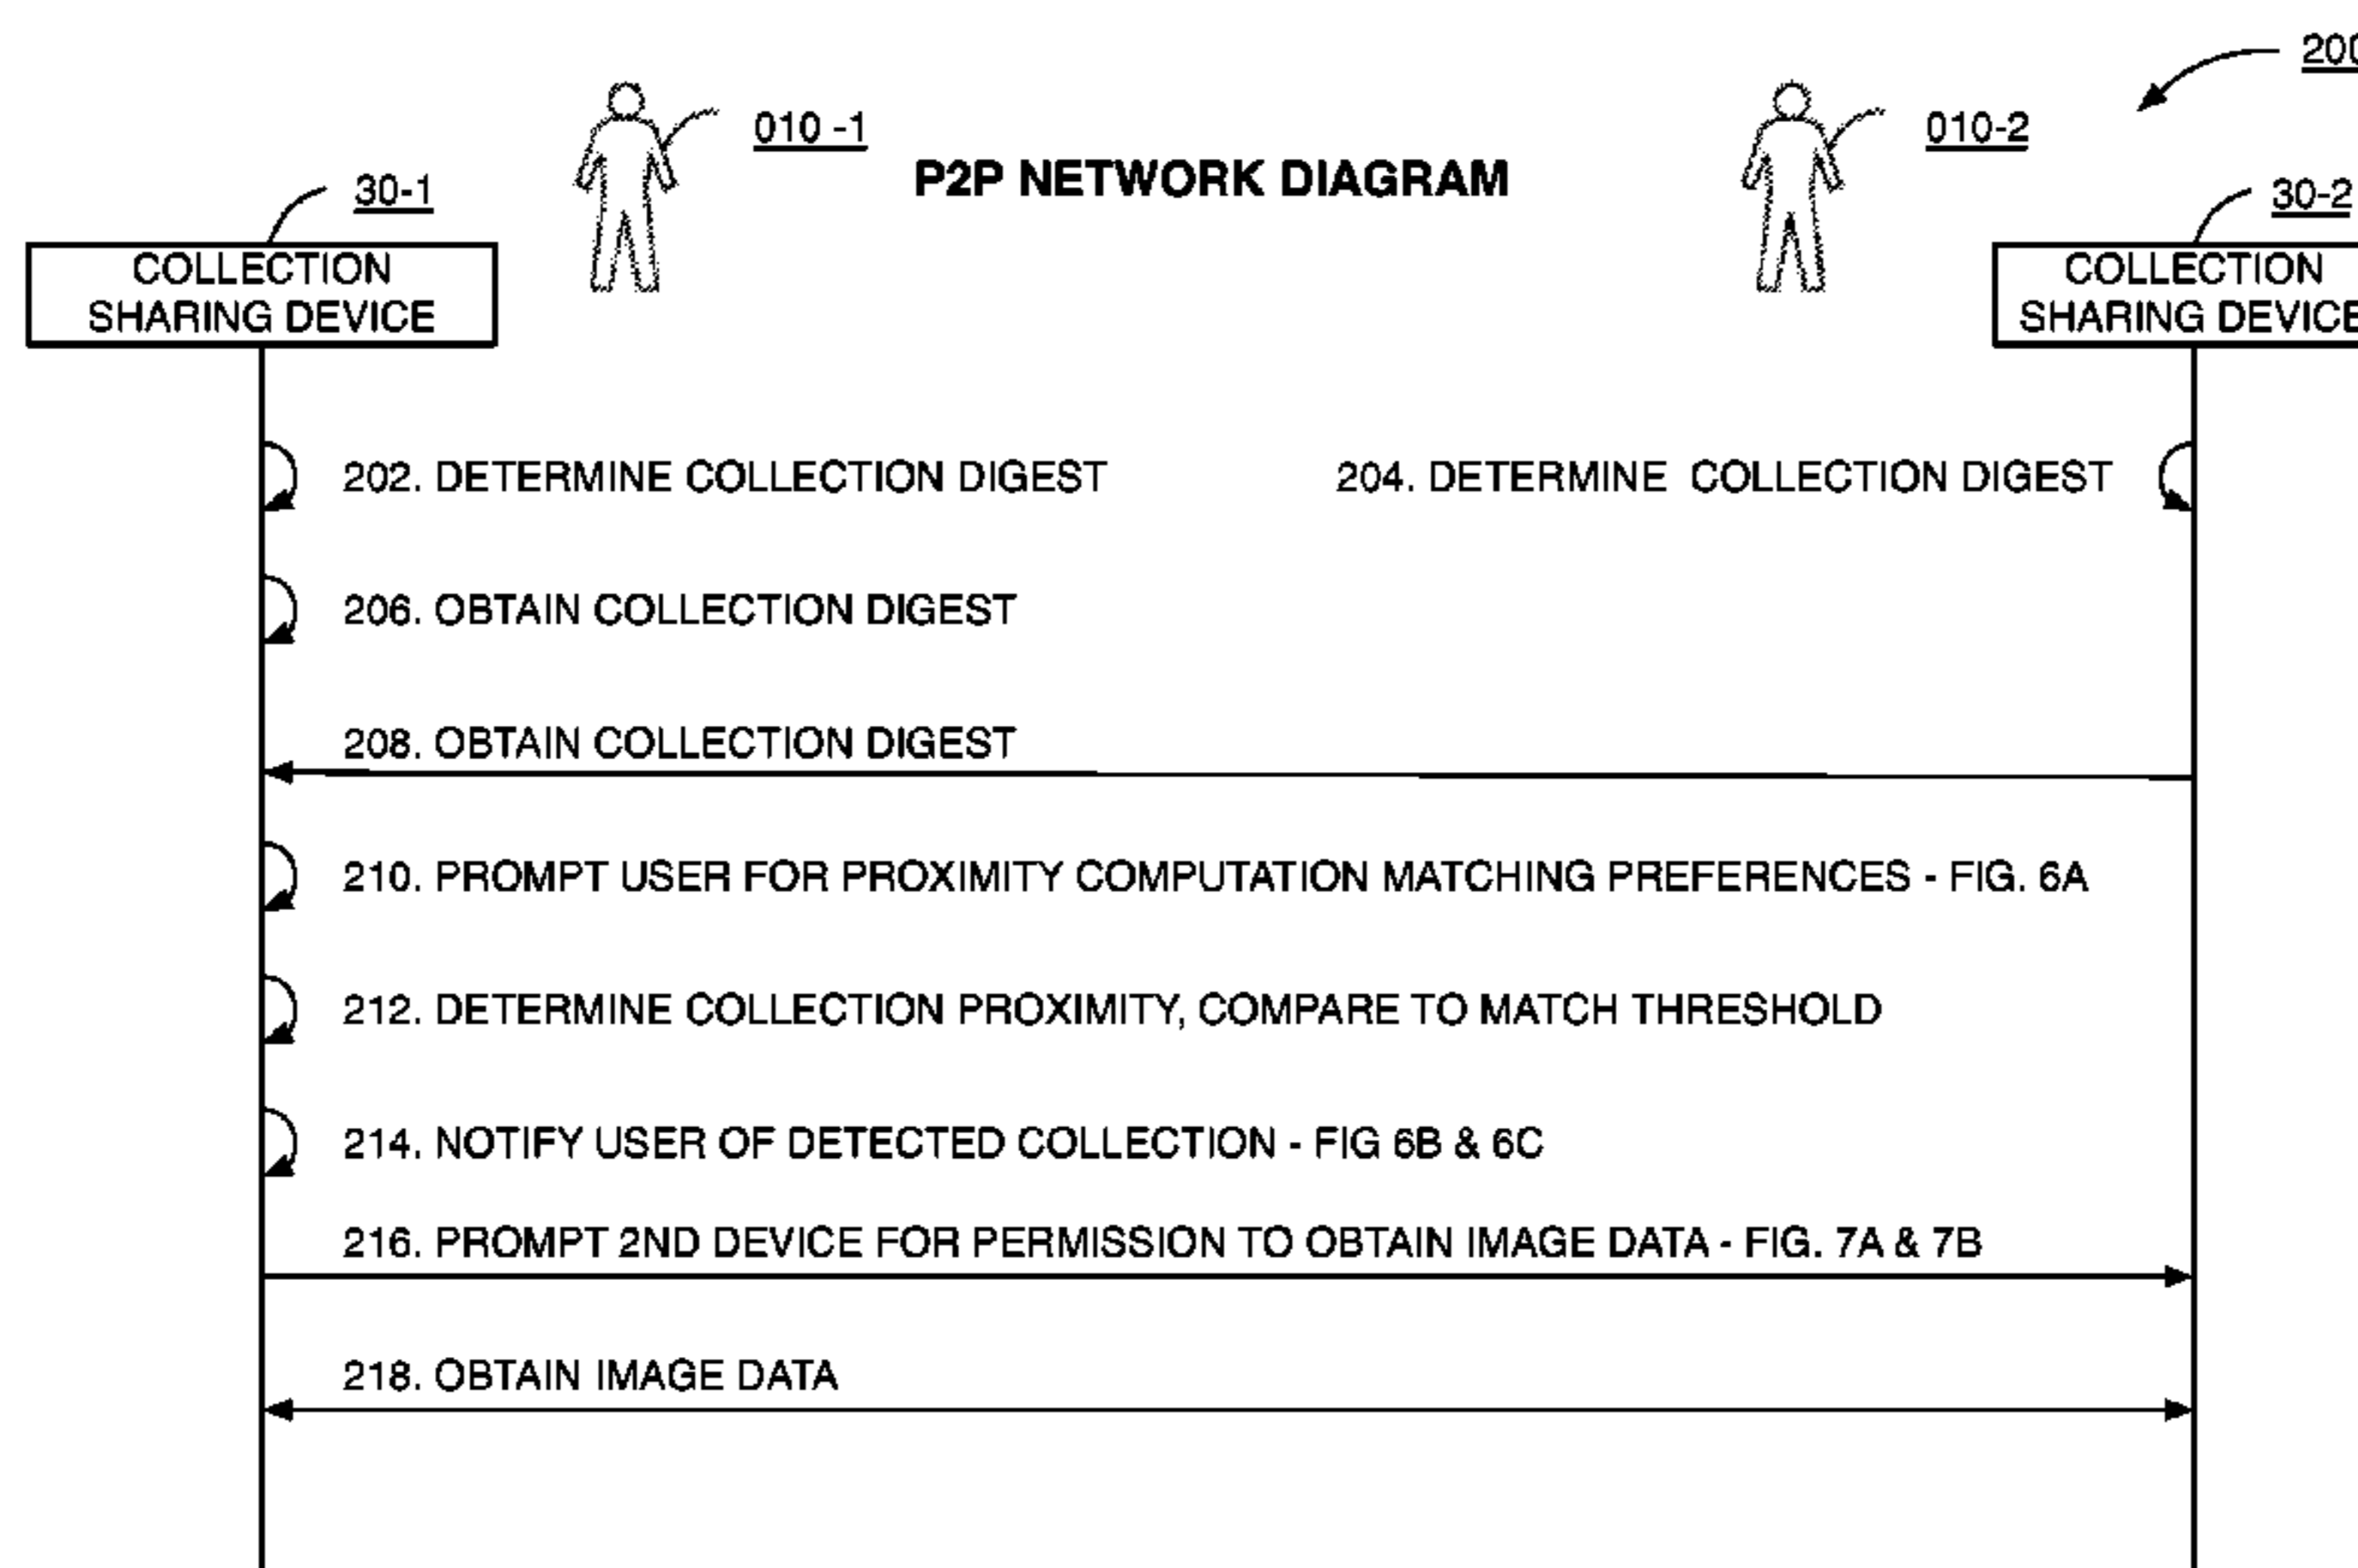 200
010 -1
010-2
P2P NETWORK DIAGRAM
30-1
30-2
COLLECTION
SHARING DEVICE
COLLECTION
SHARING DEVICE
202. DETERMINE COLLECTION DIGEST
204. DETERMINE COLLECTION DIGEST
206. OBTAIN COLLECTION DIGEST
208. OBTAIN COLLECTION DIGEST
210. PROMPT USER FOR PROXIMITY COMPUTATION MATCHING PREFERENCES - FIG. 6A
212. DETERMINE COLLECTION PROXIMITY, COMPARE TO MATCH THRESHOLD
214. NOTIFY USER OF DETECTED COLLECTION - FIG 6B & 6C
216. PROMPT 2ND DEVICE FOR PERMISSION TO OBTAIN IMAGE DATA - FIG. 7A & 7B
218. OBTAIN IMAGE DATA